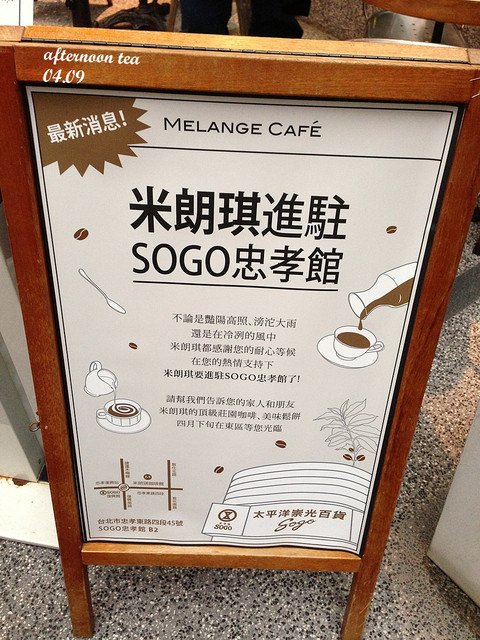 afternoon tea
04.09
最新消息!
MELANGE CAFÉ
米朗琪進駐
SOGO忠孝館
不論是豔陽高照、滂沱大雨
還是在冷冽的風中
米朗琪都感謝您的耐心等候
在您的熱情支持下
米朗琪要進駐SOGO忠孝館了!
請幫我們告訴您的家人和朋友
米朗琪的頂級莊園咖啡、美味鬆餅
四月下旬在東區等您光臨
台北市忠孝東路四段45號
SOGO忠孝館 B2
SOGO
太平洋崇光百貨
Sogo